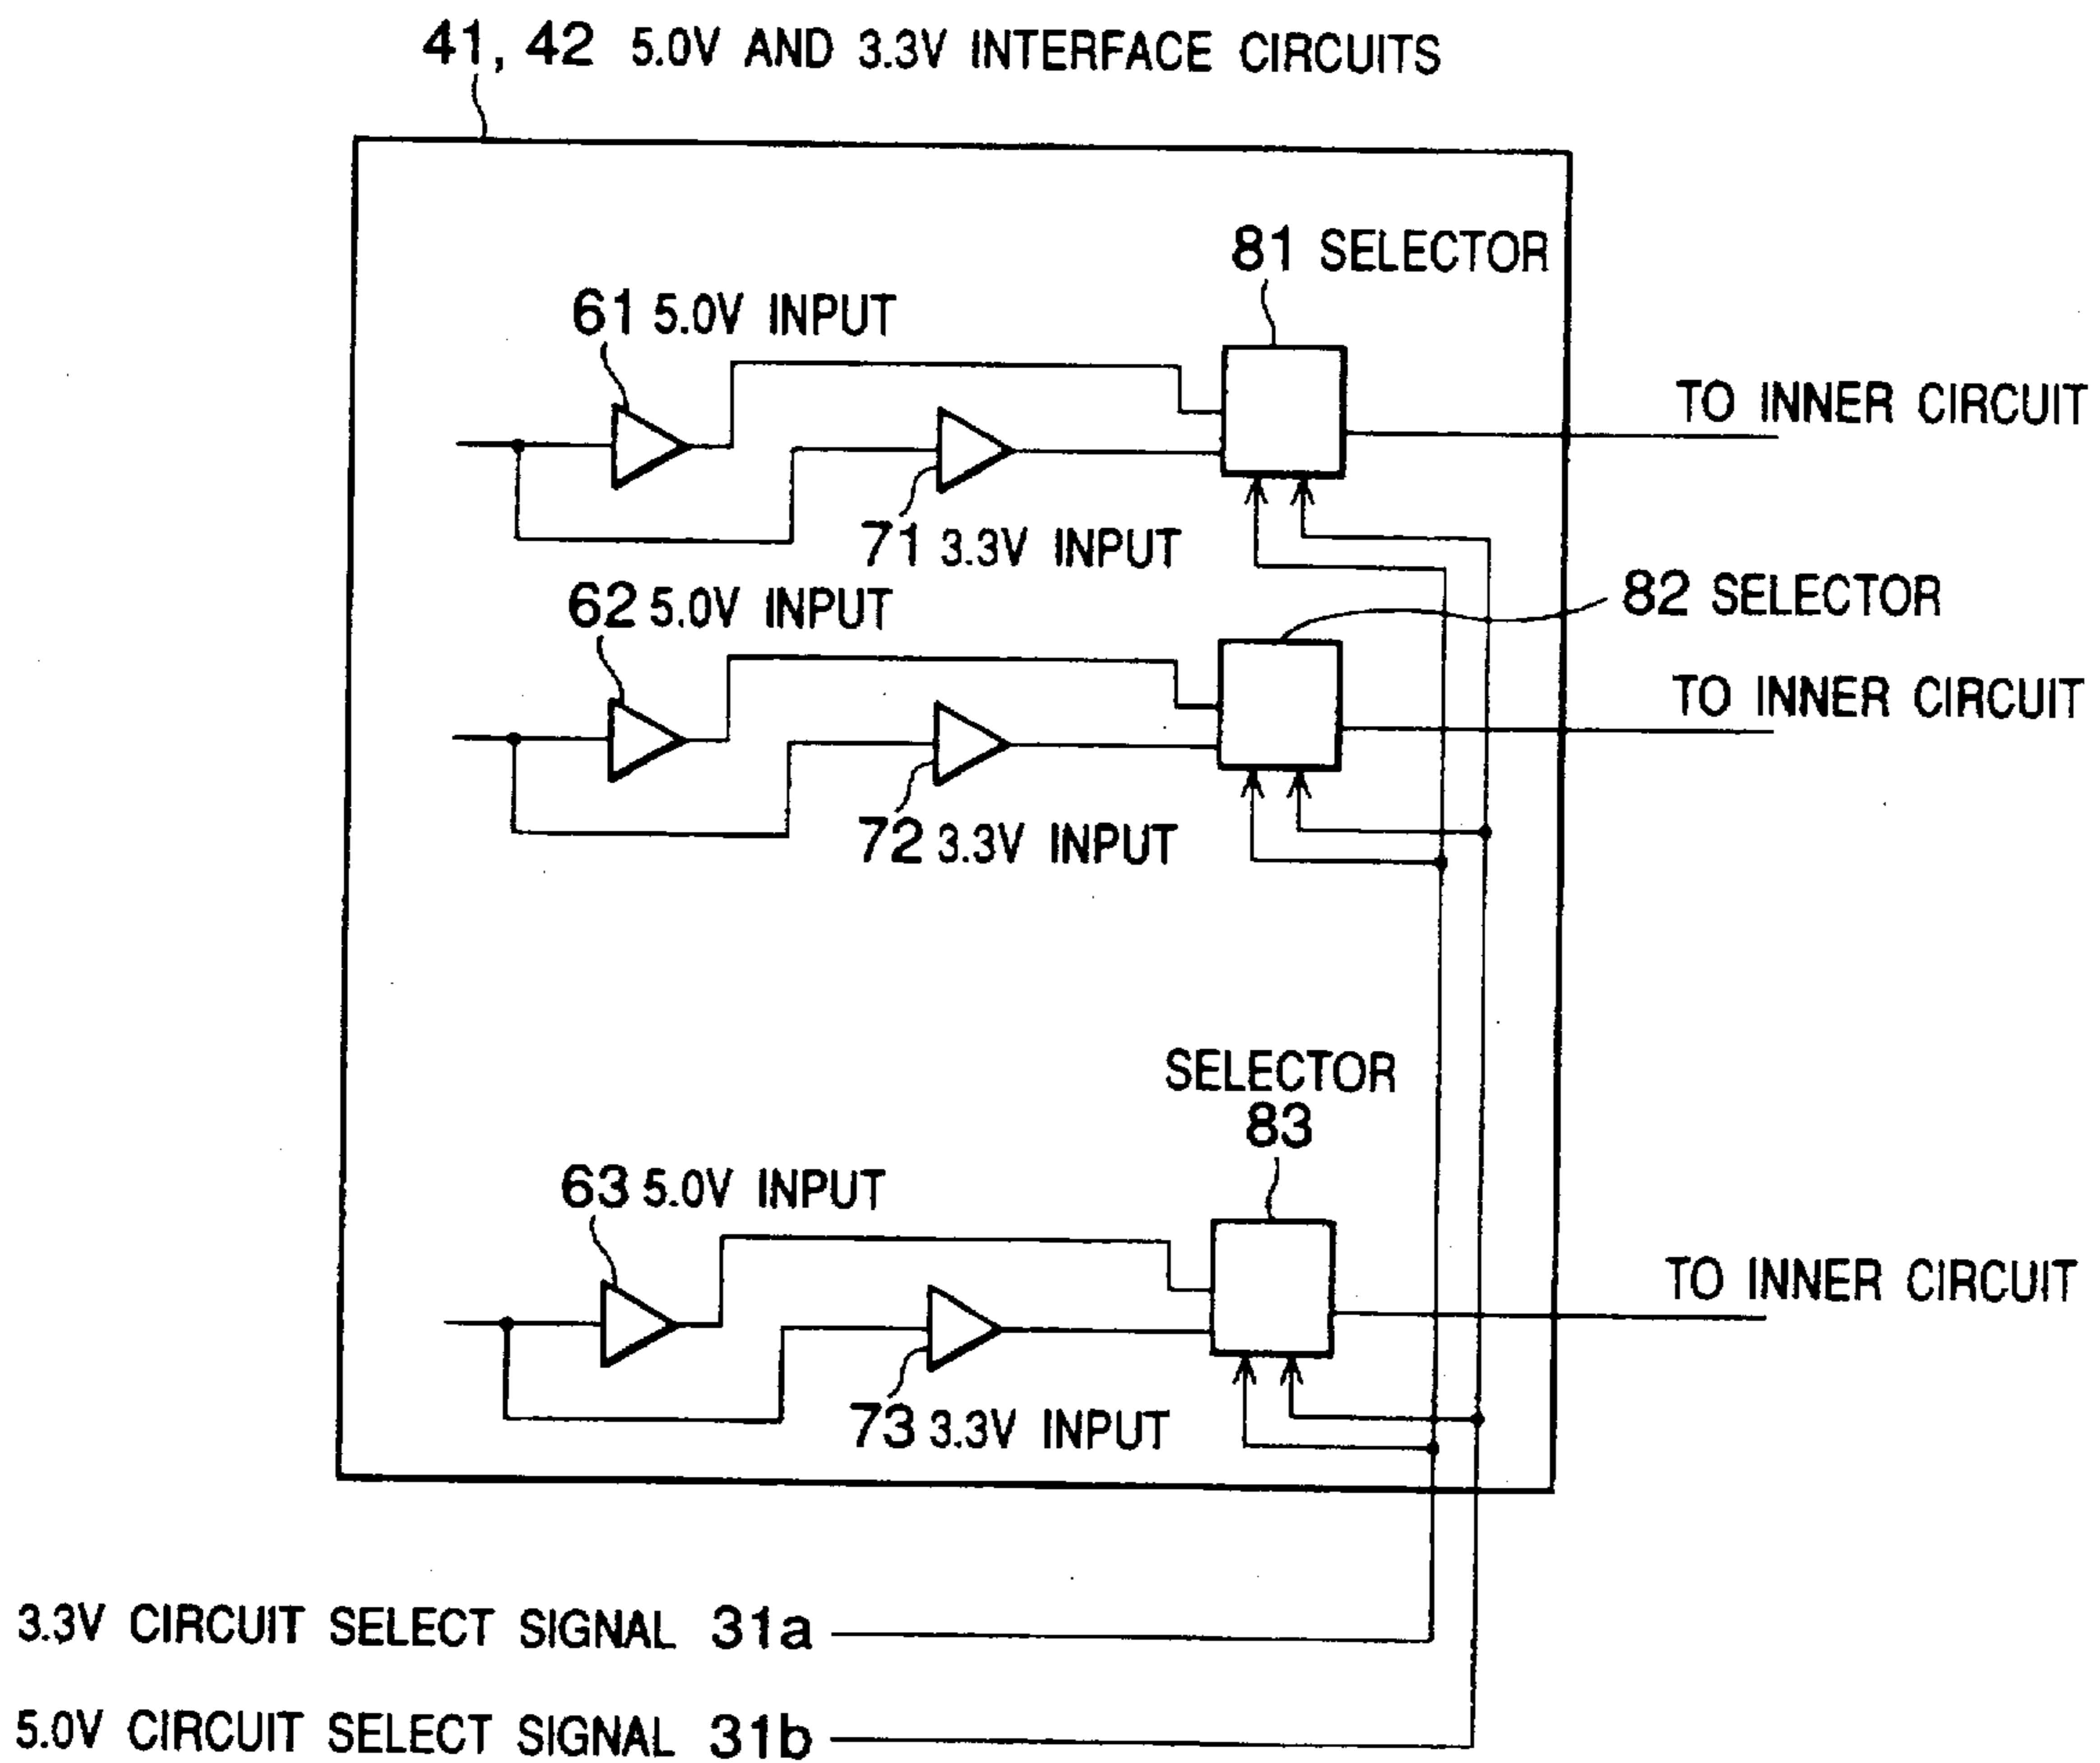 41, 42 5.0V AND 3.3V INTERFACE CIRCUITS
81 SELECTOR
61 5.0V INPUT
TO INNER CIRCUIT
71 3.3V INPUT
82 SELECTOR
62 5.0V INPUT
TO INNER CIRCUIT
72 3.3V INPUT
SELECTOR
83
63 5.0V INPUT
TO INNER CIRCUIT
73 3.3V INPUT
3.3V CIRCUIT SELECT SIGNAL 31a
5.0V CIRCUIT SELECT SIGNAL 31b